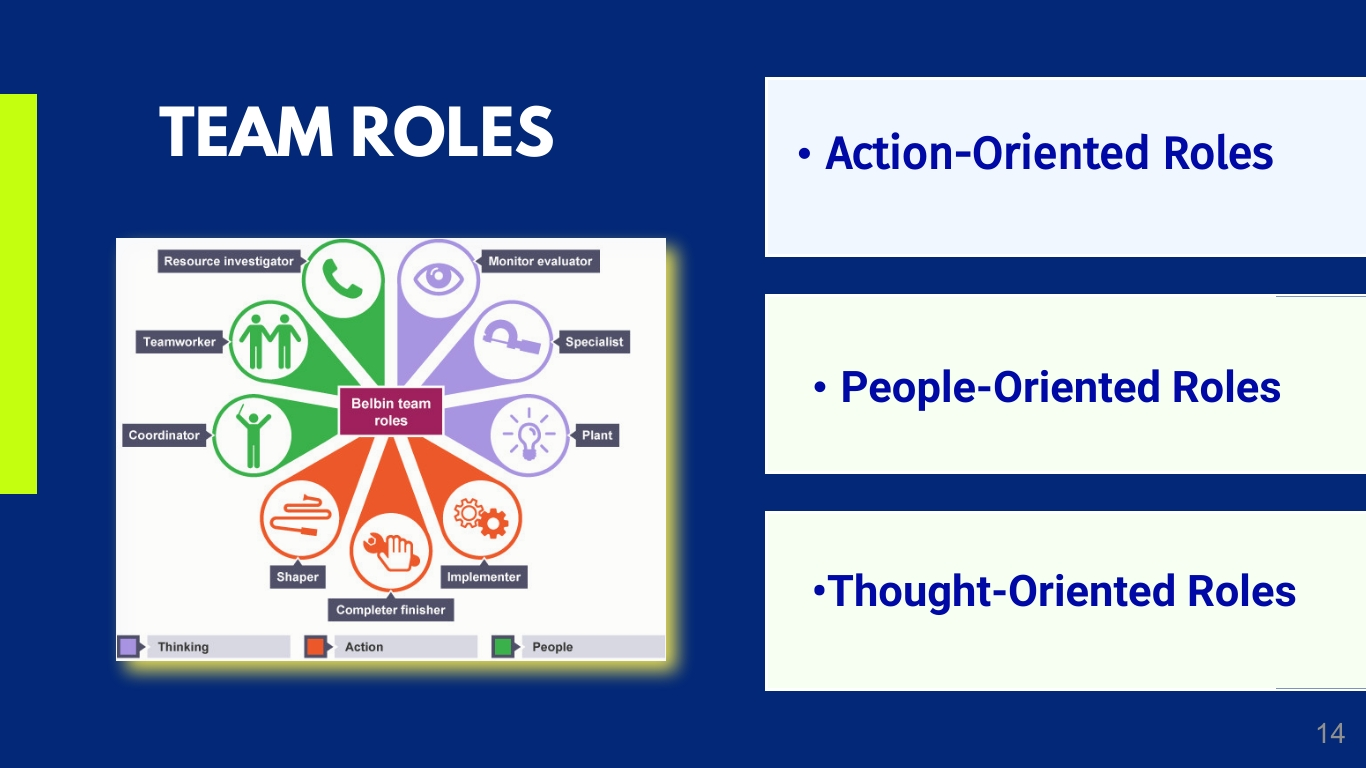 TEAM ROLES
Resource investigator
Monitor evaluator
Teamworker
Specialist
Belbin team
roles
Coordinator
Plant
Shaper
Implementer
Completer finisher
Thinking
Action
People
• Action-Oriented Roles
• People-Oriented Roles
•Thought-Oriented Roles
14